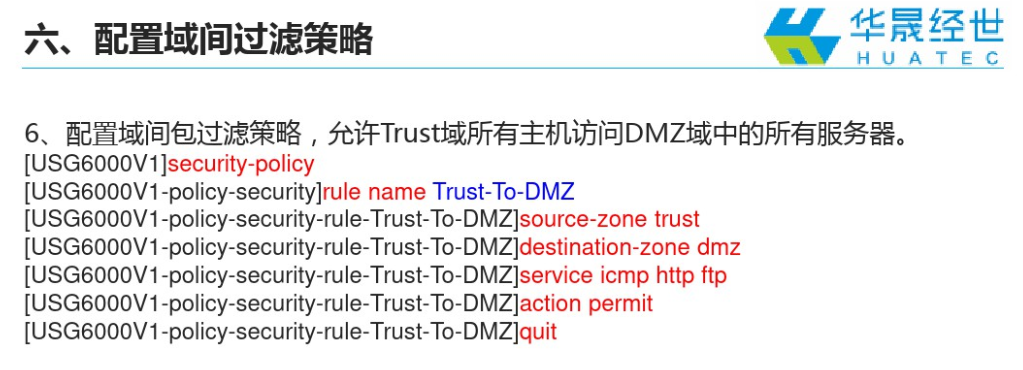 六、配置域间过滤策略
华晟经世
HUATEC
6、配置域间包过滤策略，允许Trust域所有主机访问DMZ域中的所有服务器。
[USG6000V1]security-policy
[USG6000V1-policy-security]rule name Trust-To-DMZ
[USG6000V1-policy-security-rule-Trust-To-DMZ]source-zone trust
[USG6000V1-policy-security-rule-Trust-To-DMZ]destination-zone dmz
[USG6000V1-policy-security-rule-Trust-To-DMZ]service icmp http ftp
[USG6000V1-policy-security-rule-Trust-To-DMZ]action permit
[USG6000V1-policy-security-rule-Trust-To-DMZ]quit